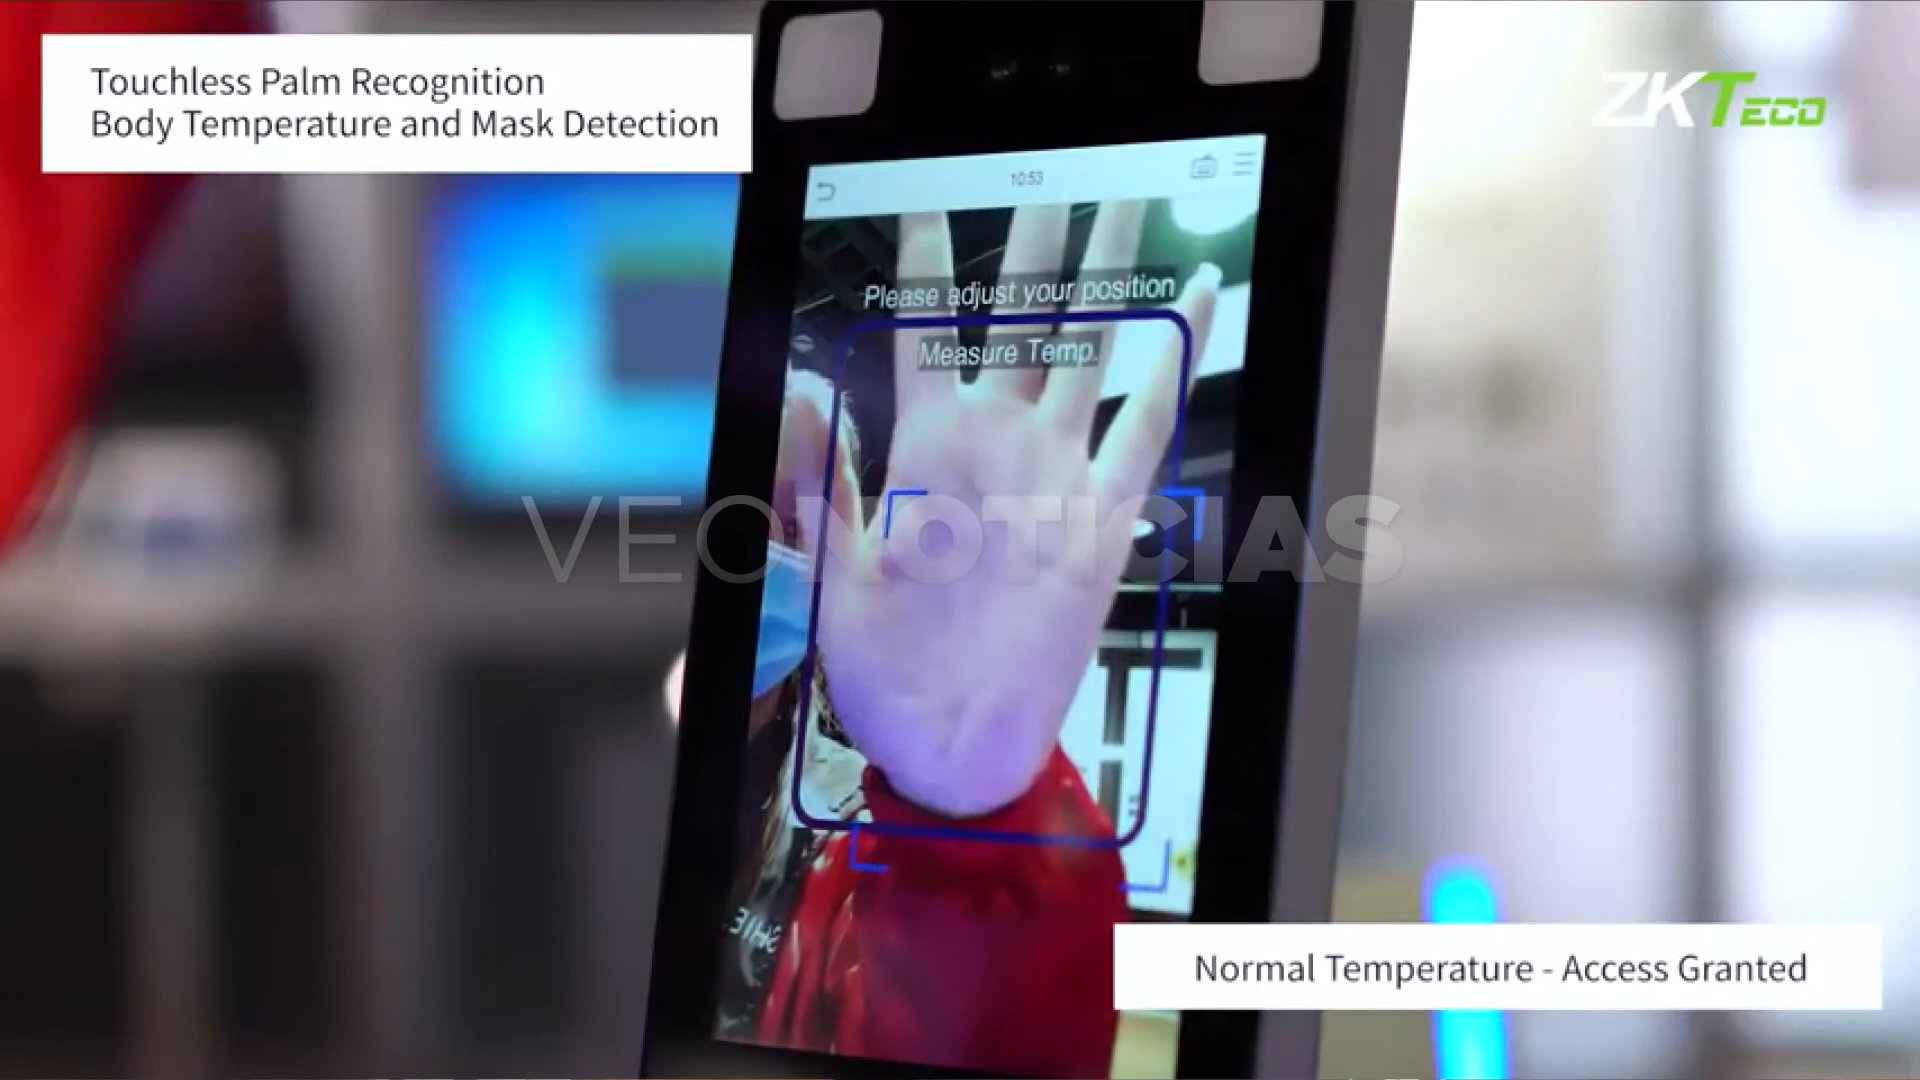 Touchless Palm Recognition
Body Temperature and Mask Detection
ZKTeco
10:53
Please adjust your position
Measure Temp.
VEONOTICIAS
Normal Temperature - Access Granted